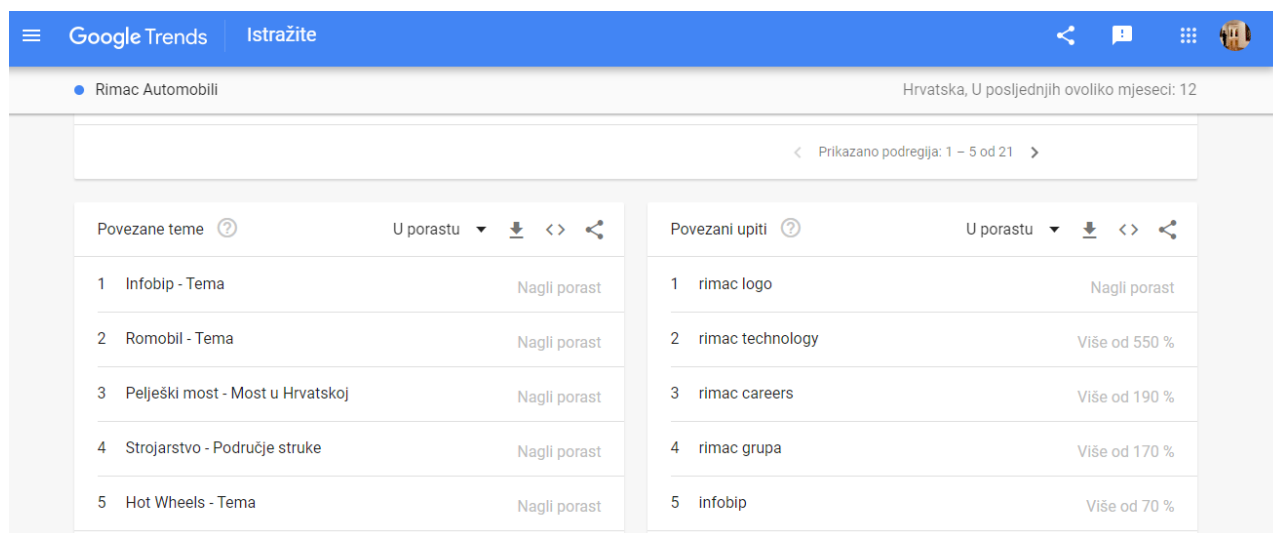 Google Trends Istražite
Rimac Automobili Hrvatska, U posljednjih ovoliko mjeseci: 12
Prikazano podregija: 1 – 5 od 21
Povezane teme U porastu
1 Infobip - Tema Nagli porast
2 Romobil - Tema Nagli porast
3 Pelješki most - Most u Hrvatskoj Nagli porast
4 Strojarstvo - Područje struke Nagli porast
5 Hot Wheels - Tema Nagli porast
Povezani upiti U porastu
1 rimac logo Nagli porast
2 rimac technology Više od 550 %
3 rimac careers Više od 190 %
4 rimac grupa Više od 170 %
5 infobip Više od 70 %